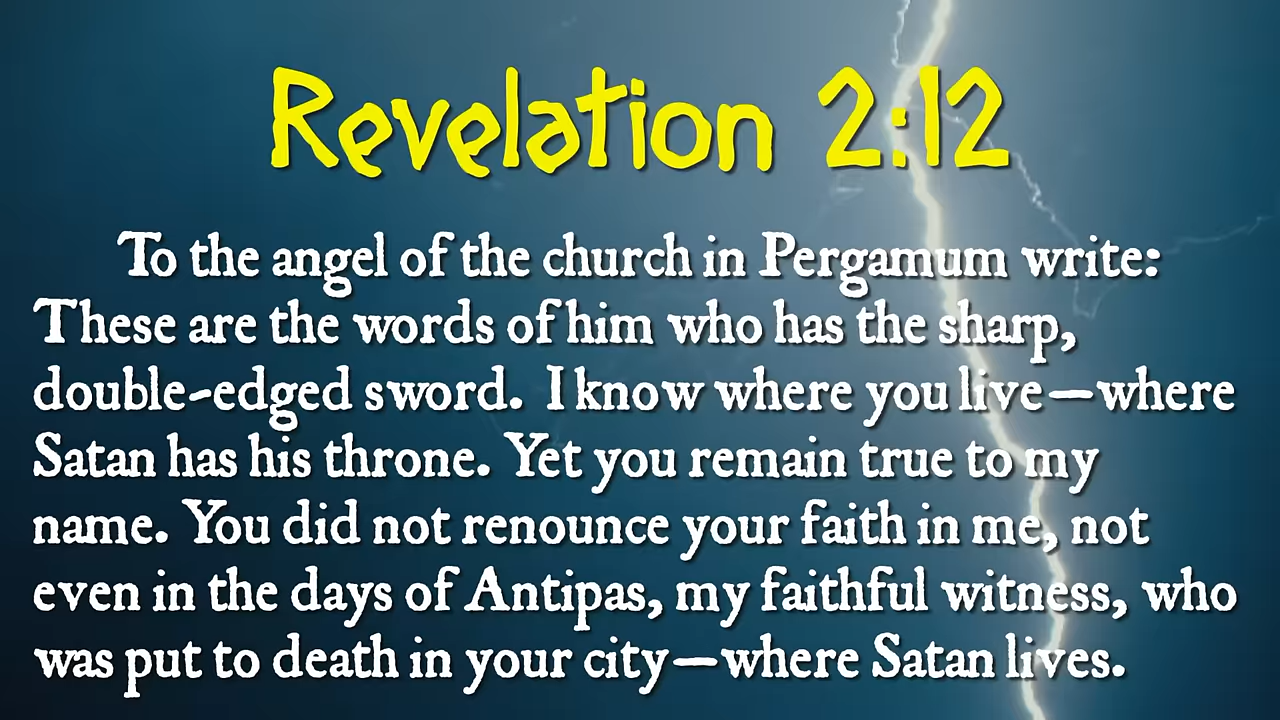 Revelation 2:12
To the angel of the church in Pergamum write:
These are the words of him who has the sharp,
double-edged sword. I know where you live—where
Satan has his throne. Yet you remain true to my
name. You did not renounce your faith in me, not
even in the days of Antipas, my faithful witness, who
was put to death in your city—where Satan lives.